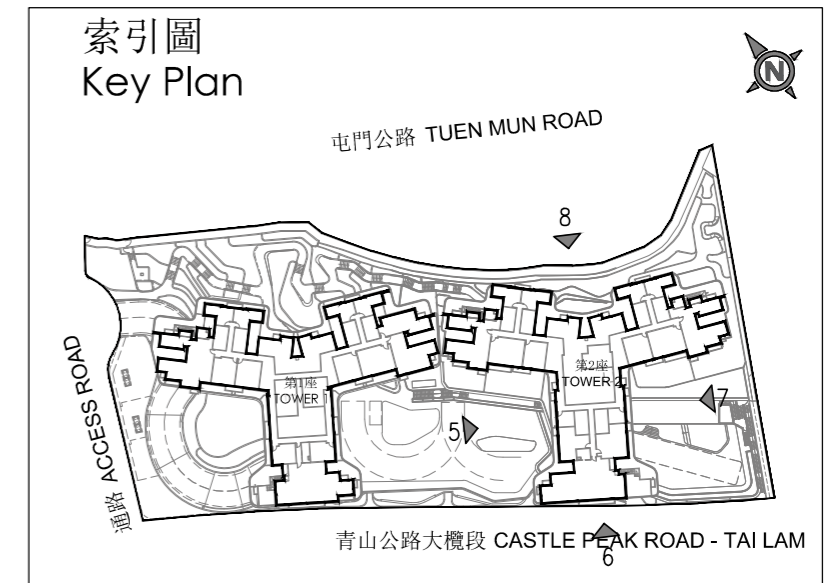 索引圖
Key Plan
N
屯門公路 TUEN MUN ROAD
8
通路 ACCESS ROAD
第1座
TOWER 1
第2座
TOWER 2
7
5
青山公路大欖段 CASTLE PEAK ROAD - TAI LAM
6